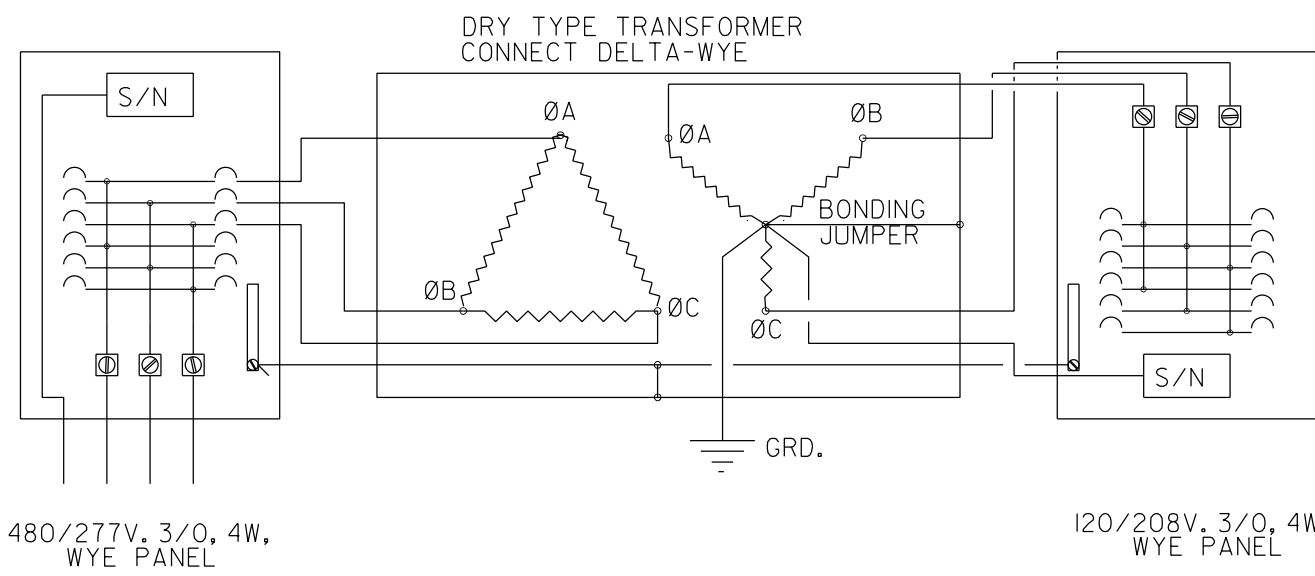 DRY TYPE TRANSFORMER
CONNECT DELTA-WYE
S/N
ØA
ØB
ØC
ØA
ØB
BONDING
JUMPER
ØC
S/N
GRD.
480/277V. 3/0, 4W,
WYE PANEL
120/208V. 3/0, 4W
WYE PANEL